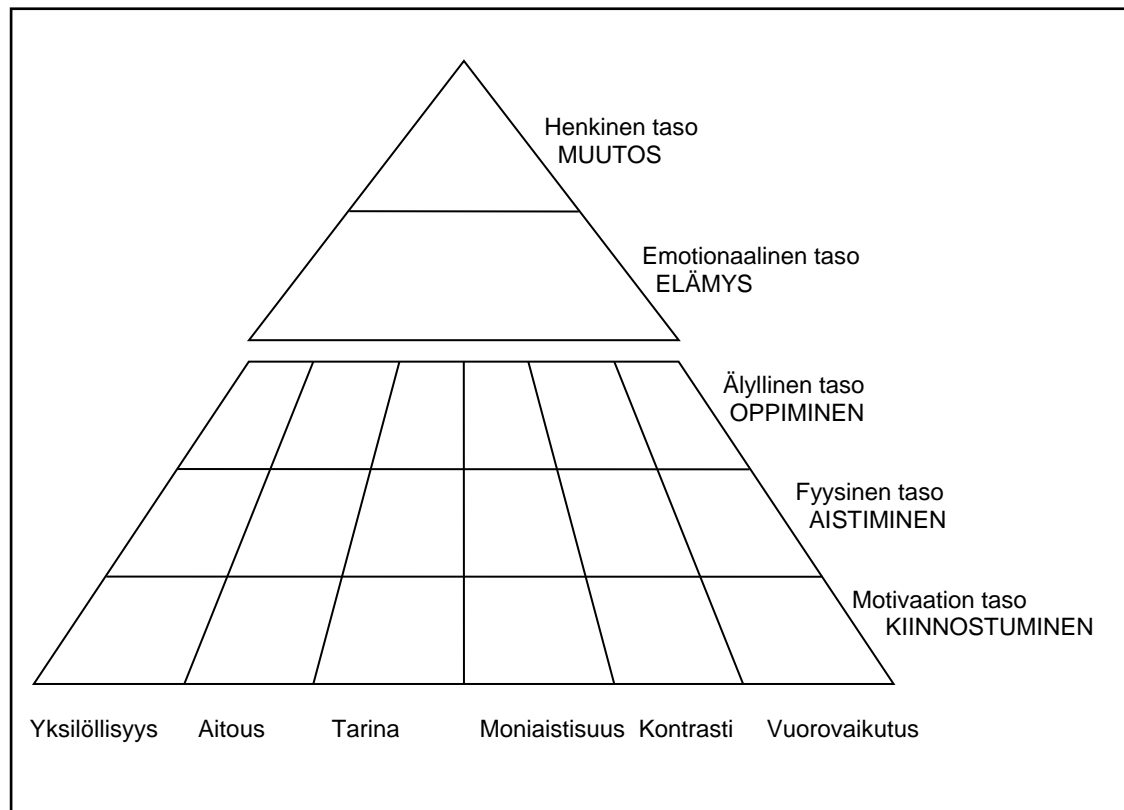 Henkinen taso
MUUTOS
Emotionaalinen taso
ELÄMYS
Älyllinen taso
OPPIMINEN
Fyysinen taso
AISTIMINEN
Motivaation taso
KIINNOSTUMINEN
Yksilöllisyys Aitous Tarina Moniaistisuus Kontrasti Vuorovaikutus